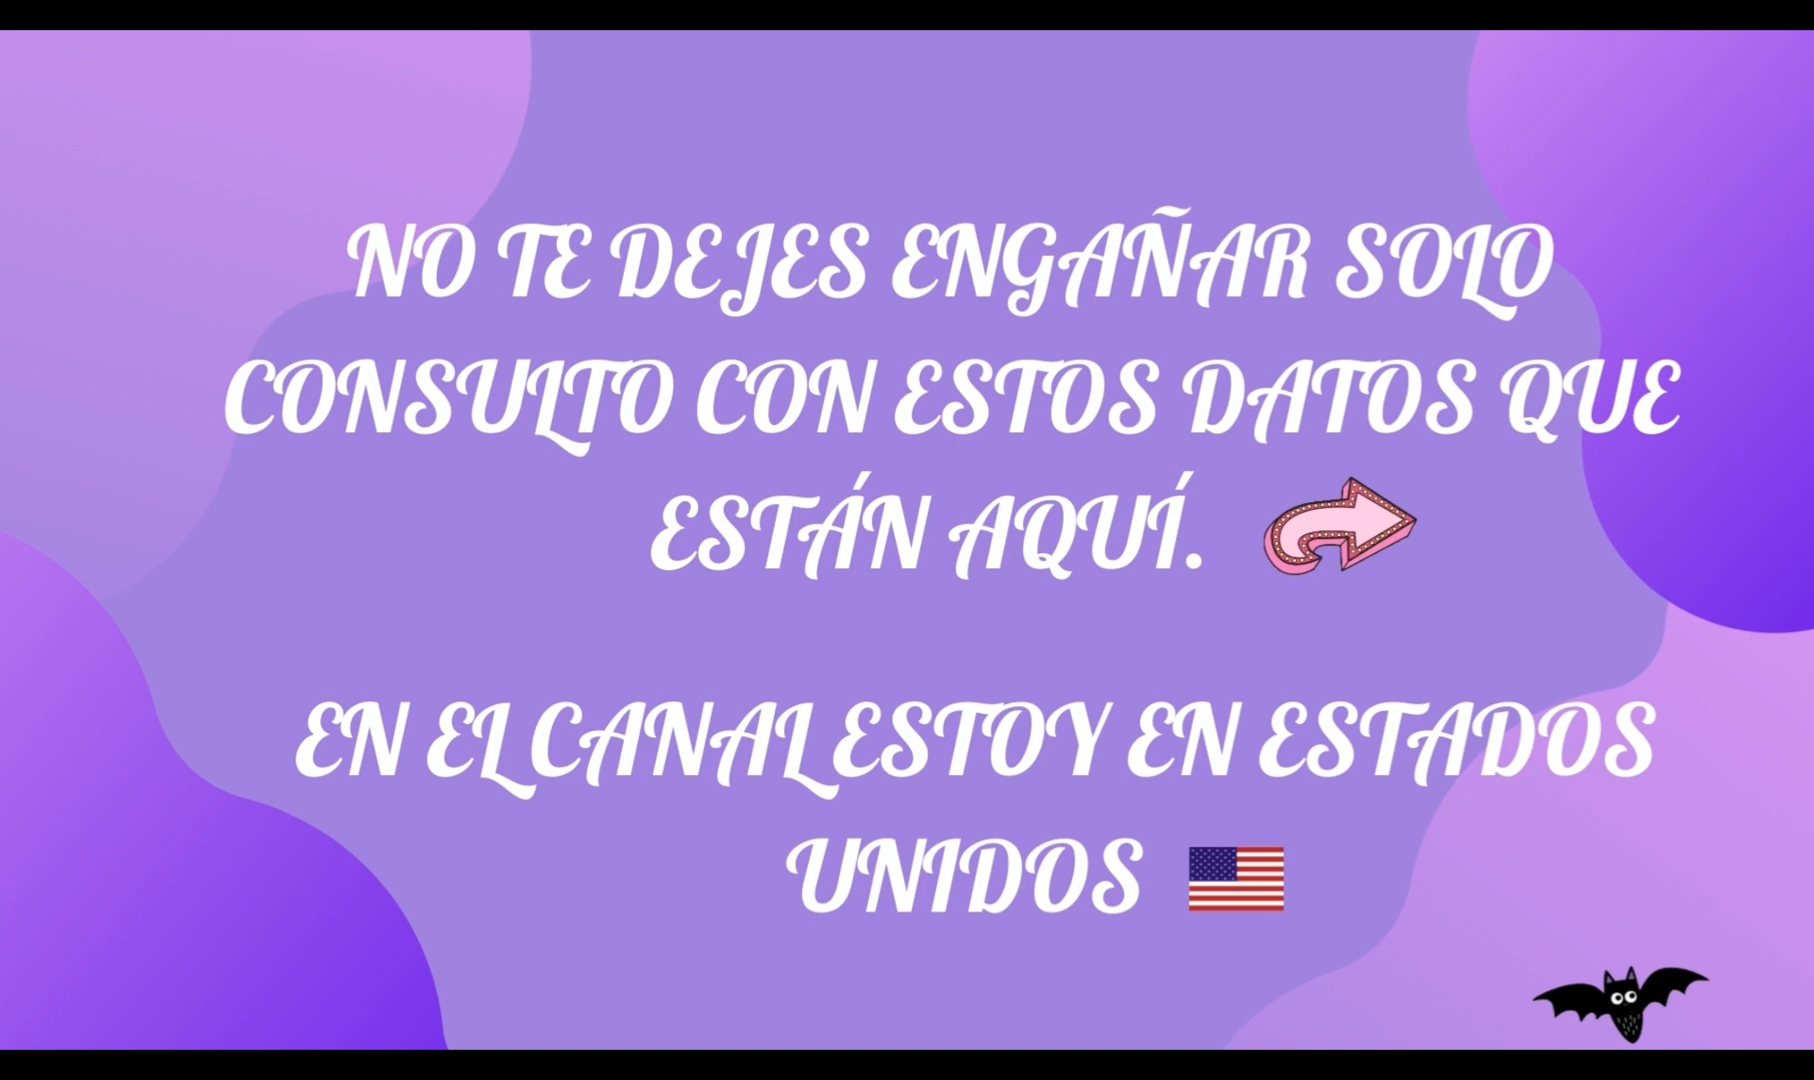 NO TE DEJES ENGAÑAR SOLO
CONSULTO CON ESTOS DATOS QUE
ESTÁN AQUÍ.
EN EL CANAL ESTOY EN ESTADOS
UNIDOS